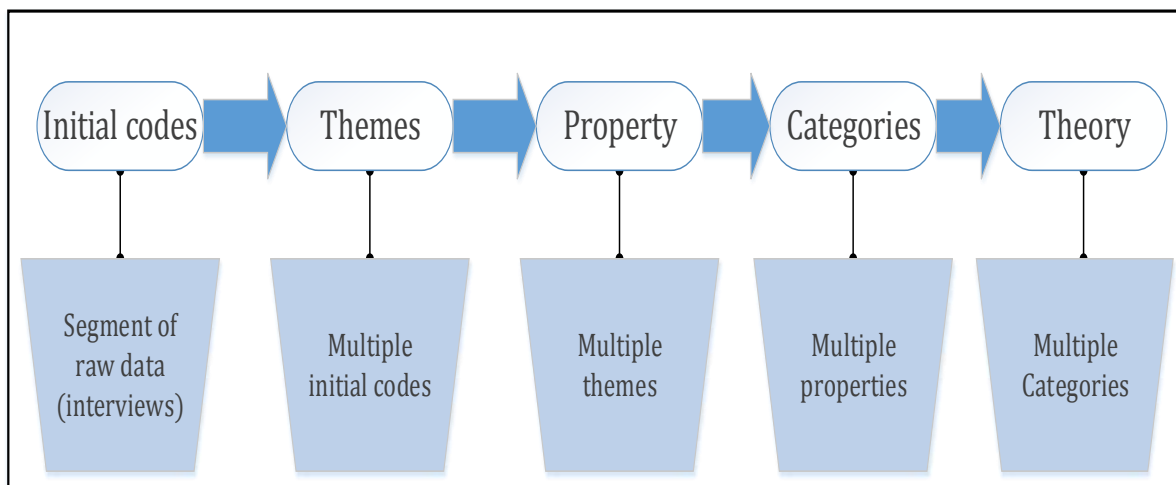 Initial codes
Themes
Property
Categories
Theory
Segment of
raw data
(interviews)
Multiple
initial codes
Multiple
themes
Multiple
properties
Multiple
Categories